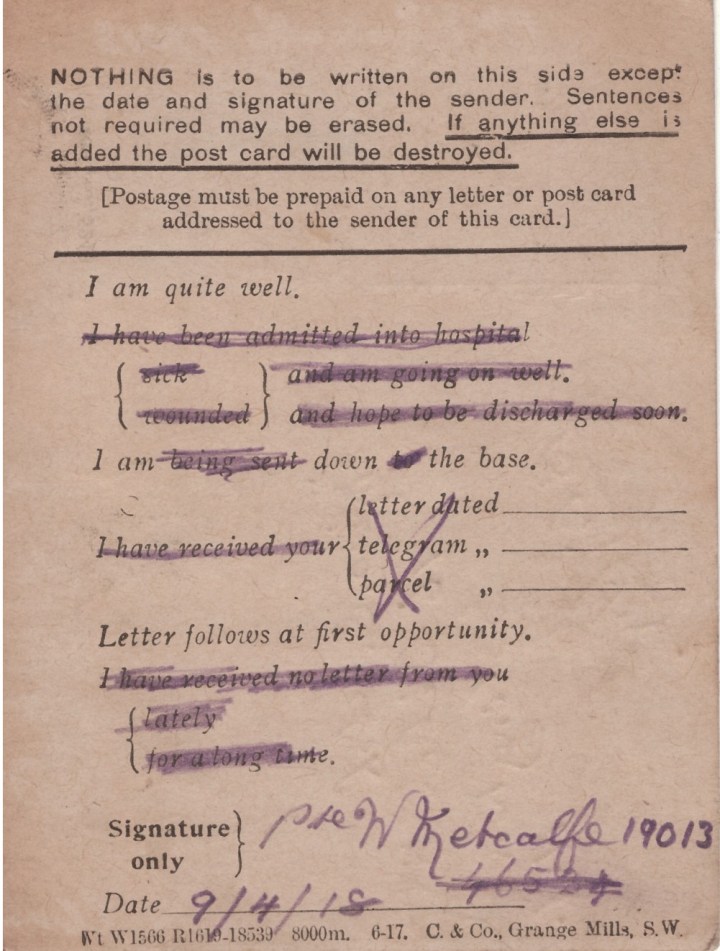 NOTHING is to be written on this side except
the date and signature of the sender. Sentences
not required may be erased. If anything else is
added the post card will be destroyed.
[Postage must be prepaid on any letter or post card
addressed to the sender of this card.]
I am quite well.
I have been admitted into hospital
sick and am going on well.
wounded and hope to be discharged soon.
I am being sent down to the base.
letter dated
I have received your telegram „
parcel „
Letter follows at first opportunity.
I have received no letter from you
lately
for a long time.
Signature only Pte W Metcalfe 19013
46524
Date 9/4/18
Wt W1566 R1619-18539 8000m. 6-17. C. & Co., Grange Mills, S.W.